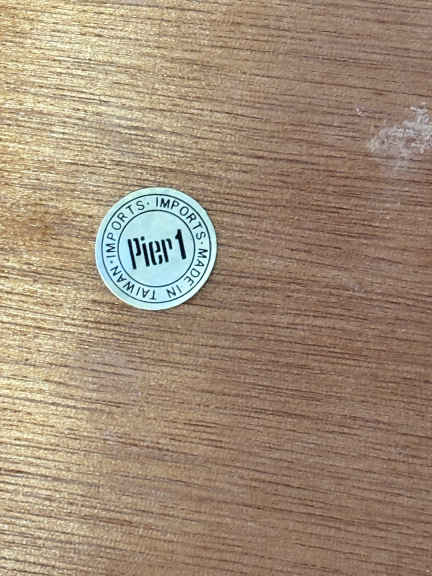 IMPORTS · IMPORTS · MADE IN TAIWAN ·
Pier 1